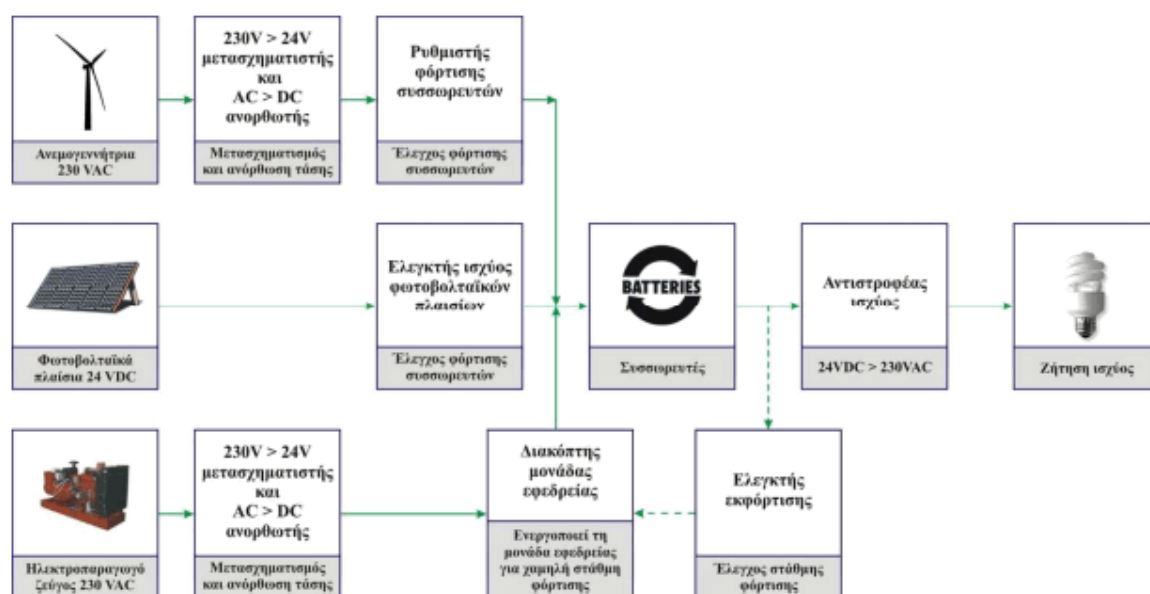 230V > 24V
μετασχηματιστής
και
AC > DC
ανορθωτής
Ρυθμιστής
φόρτισης
συσσωρευτών
Ανεμογεννήτρια
230 VAC
Μετασχηματισμός
και ανόρθωση τάσης
Έλεγχος φόρτισης
συσσωρευτών
Ελεγκτής ισχύος
φωτοβολταϊκών
πλαισίων
BATTERIES
Αντιστροφέας
ισχύος
Φωτοβολταϊκά
πλαίσια 24 VDC
Έλεγχος φόρτισης
συσσωρευτών
Συσσωρευτές
24VDC > 230VAC
Ζήτηση ισχύος
230V > 24V
μετασχηματιστής
και
AC > DC
ανορθωτής
Διακόπτης
μονάδας
εφεδρείας
Ελεγκτής
εκφόρτισης
Ηλεκτροπαραγωγό
ζεύγος 230 VAC
Μετασχηματισμός
και ανόρθωση τάσης
Ενεργοποιεί τη
μονάδα εφεδρείας
για χαμηλή στάθμη
φόρτισης
Έλεγχος στάθμης
φόρτισης